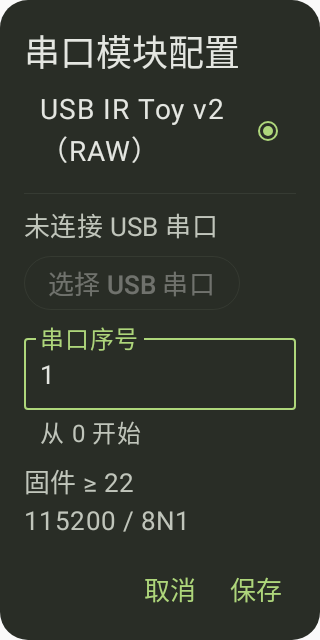 串口模块配置
USB IR Toy v2
（RAW）
未连接 USB 串口
选择 USB 串口
串口序号
1
从 0 开始
固件 ≥ 22
115200 / 8N1
取消 保存